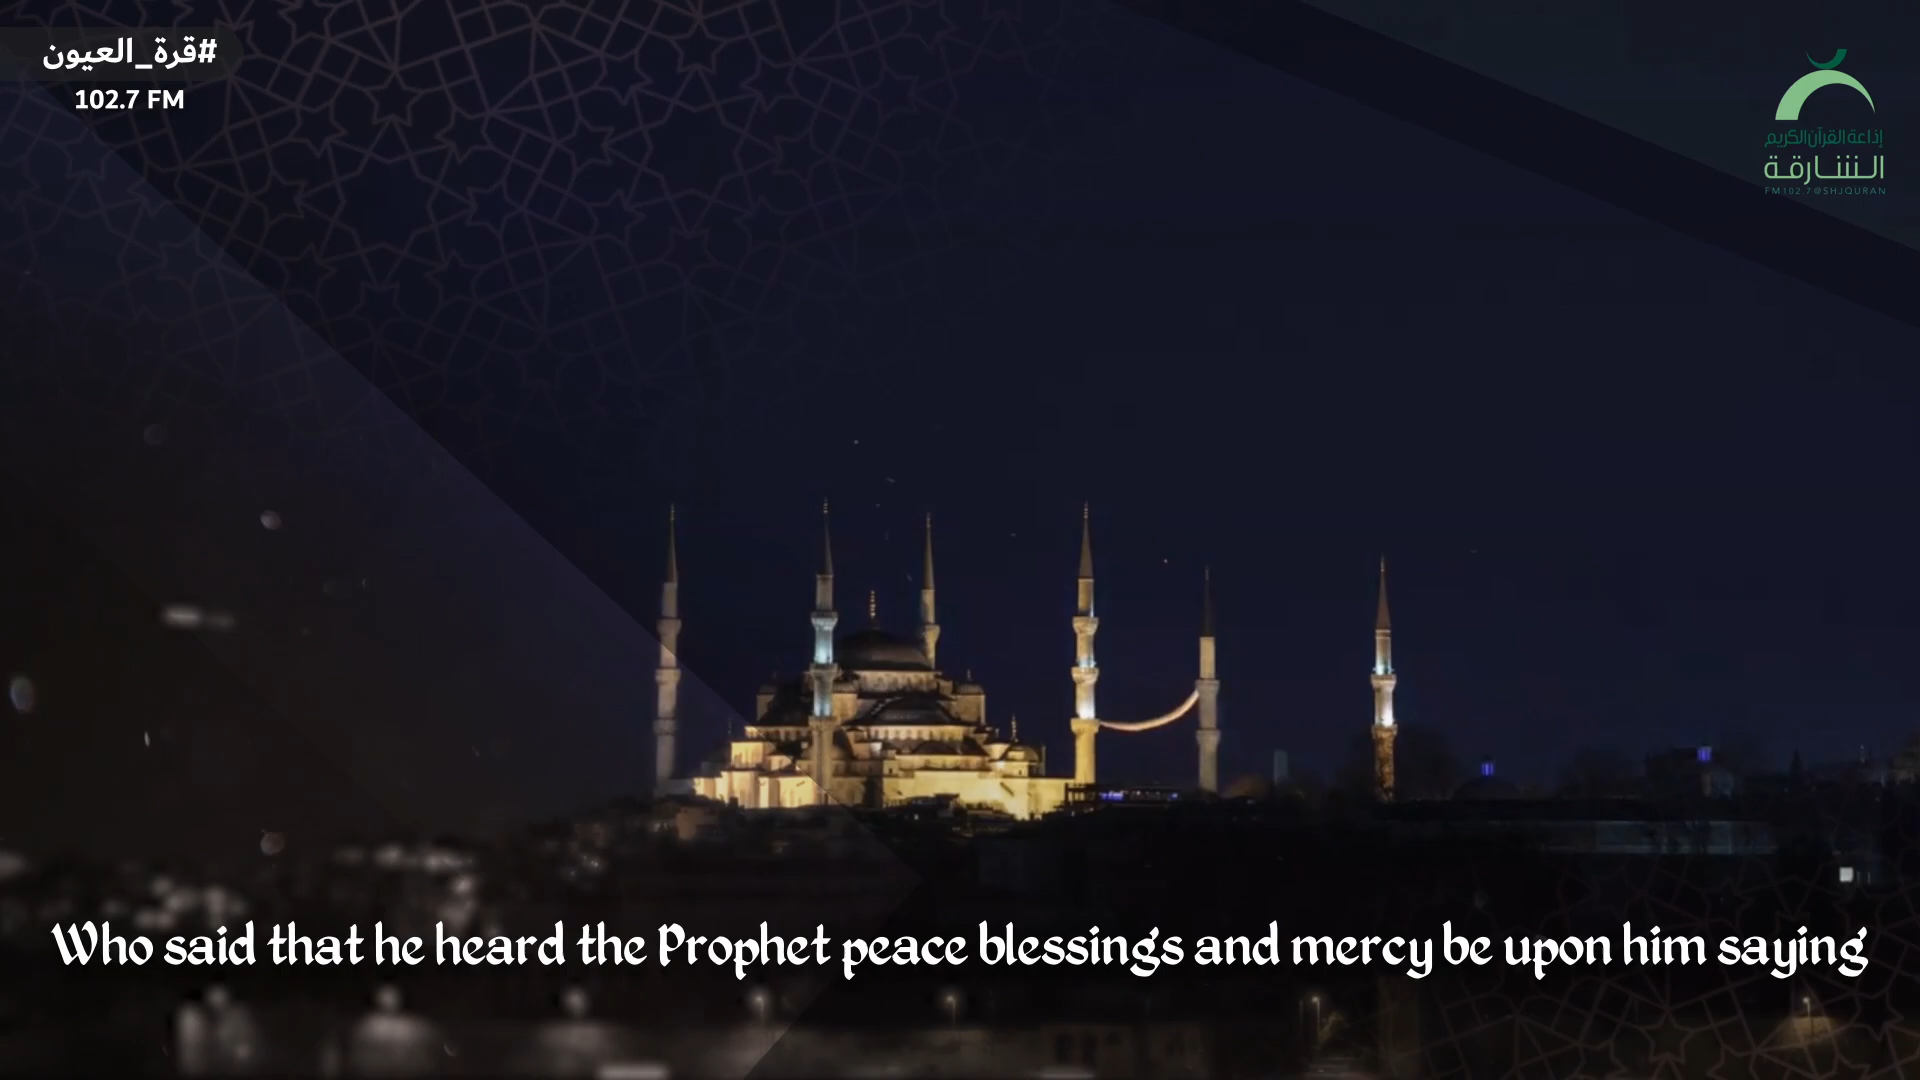 #قرة_العيون
102.7 FM
إذاعة القرآن الكريم
الشارقة
FM102.7@SHJQURAN
Who said that he heard the Prophet peace blessings and mercy be upon him saying